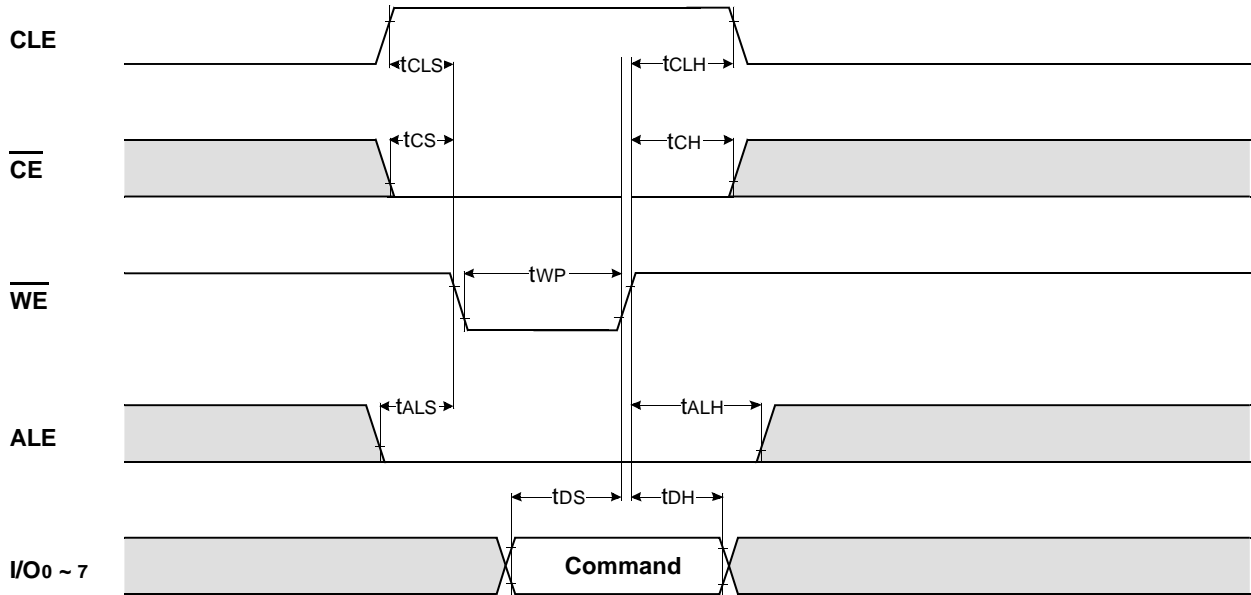 CLE
tCLS
tCLH
CE
tCS
tCH
WE
tWP
ALE
tALS
tALH
tDS
tDH
I/O0 ~ 7
Command